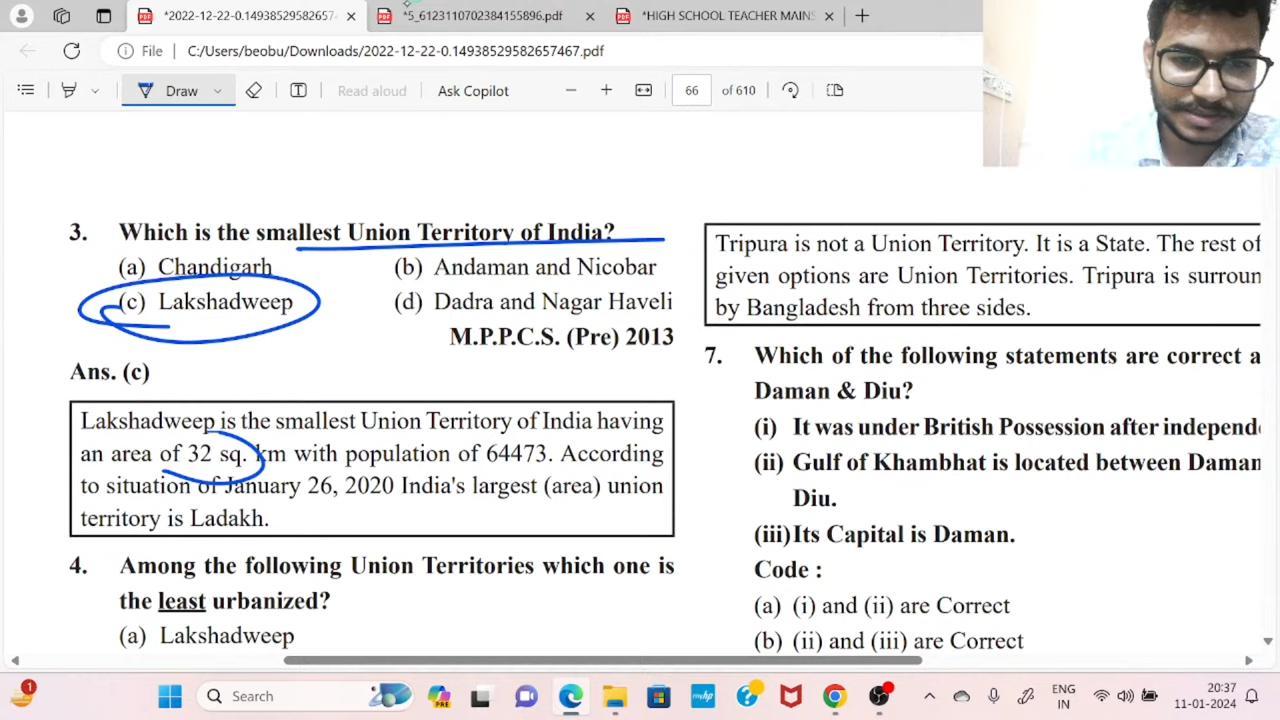 *2022-12-22-0.14938529582657
*5_6123110702384155896.pdf
*HIGH SCHOOL TEACHER MAINS
File
C:/Users/beobu/Downloads/2022-12-22-0.14938529582657467.pdf
Draw
Read aloud
Ask Copilot
66
of 610
3. Which is the smallest Union Territory of India?
(a) Chandigarh
(b) Andaman and Nicobar
(c) Lakshadweep
(d) Dadra and Nagar Haveli
M.P.P.C.S. (Pre) 2013
Ans. (c)
Lakshadweep is the smallest Union Territory of India having
an area of 32 sq. km with population of 64473. According
to situation of January 26, 2020 India's largest (area) union
territory is Ladakh.
4. Among the following Union Territories which one is
the least urbanized?
(a) Lakshadweep
Tripura is not a Union Territory. It is a State. The rest of
given options are Union Territories. Tripura is surroun
by Bangladesh from three sides.
7. Which of the following statements are correct a
Daman & Diu?
(i) It was under British Possession after independ
(ii) Gulf of Khambhat is located between Daman
Diu.
(iii) Its Capital is Daman.
Code :
(a) (i) and (ii) are Correct
(b) (ii) and (iii) are Correct
1
Search
PRE
ENG
IN
20:37
11-01-2024